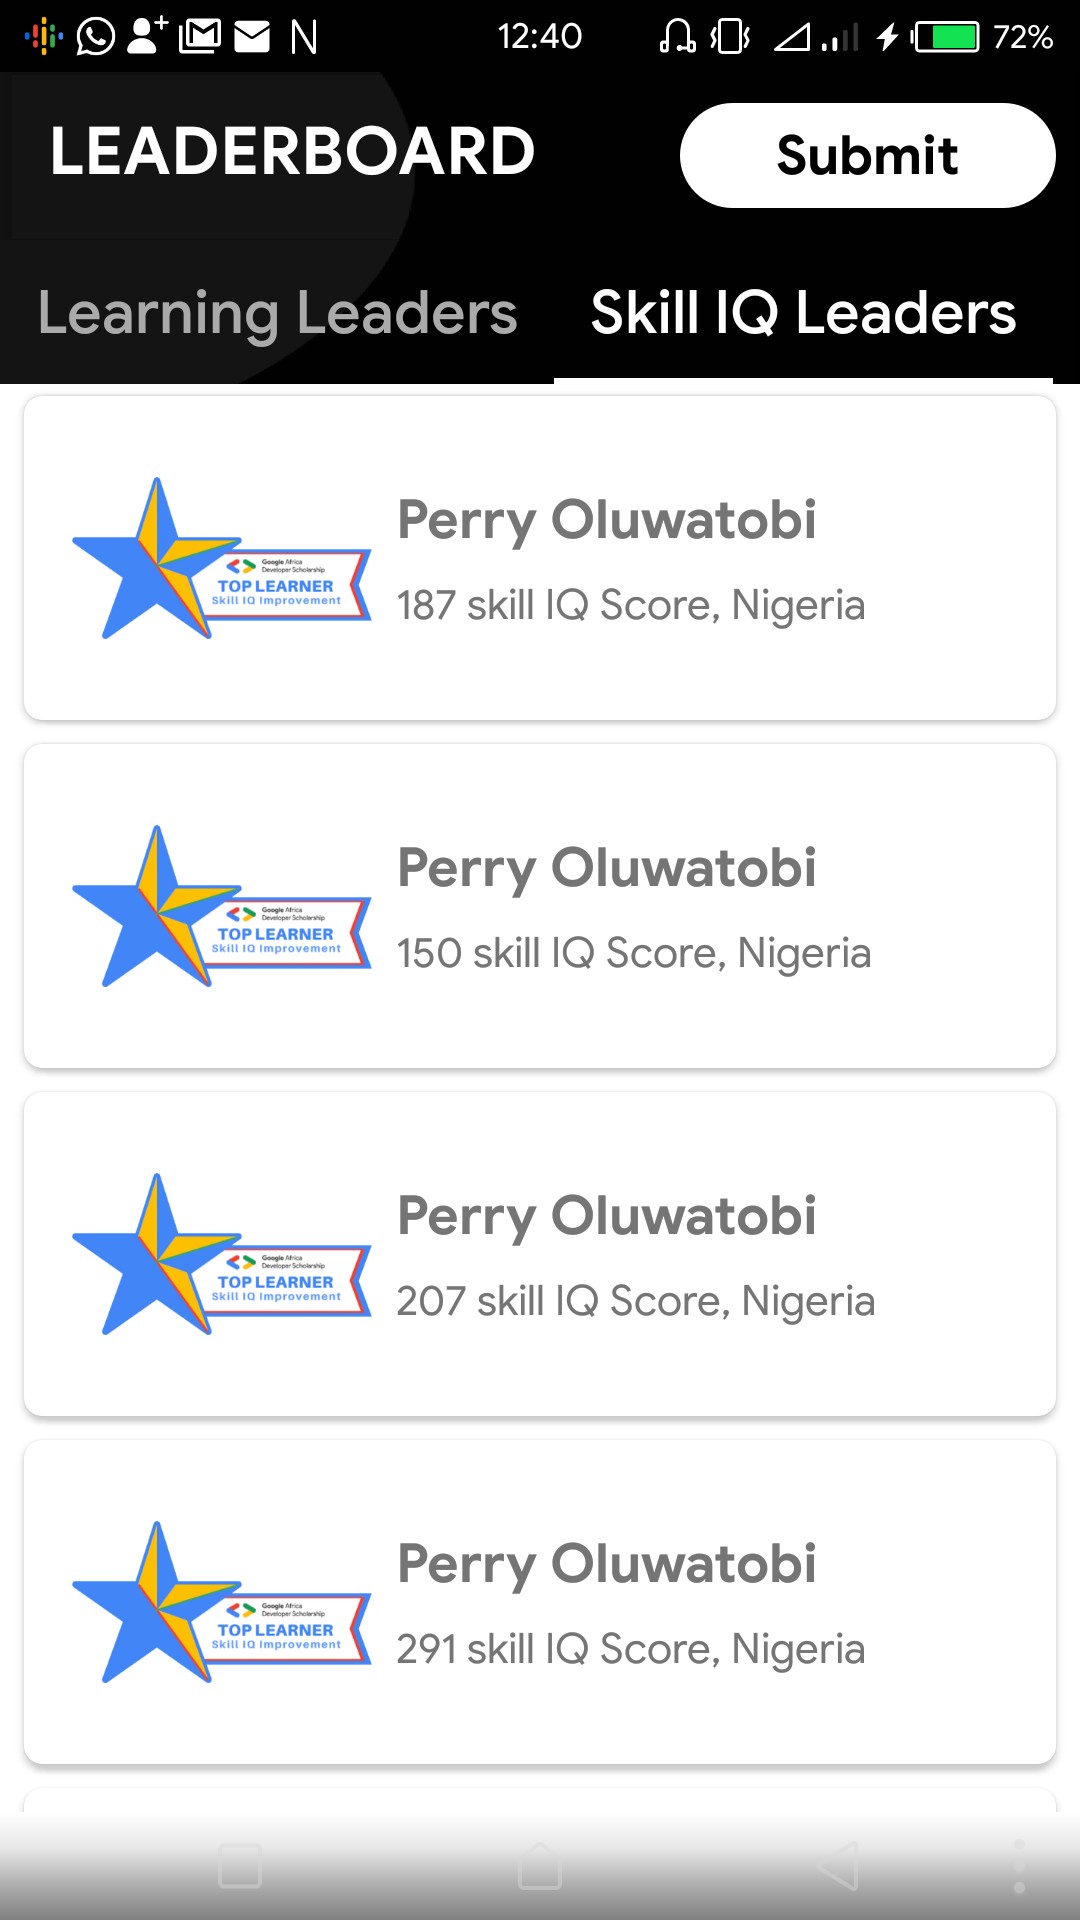 12:40
72%
LEADERBOARD
Submit
Learning Leaders
Skill IQ Leaders
Google Africa
Developer Scholarship
TOP LEARNER
Skill IQ Improvement
Perry Oluwatobi
187 skill IQ Score, Nigeria
Google Africa
Developer Scholarship
TOP LEARNER
Skill IQ Improvement
Perry Oluwatobi
150 skill IQ Score, Nigeria
Google Africa
Developer Scholarship
TOP LEARNER
Skill IQ Improvement
Perry Oluwatobi
207 skill IQ Score, Nigeria
Google Africa
Developer Scholarship
TOP LEARNER
Skill IQ Improvement
Perry Oluwatobi
291 skill IQ Score, Nigeria